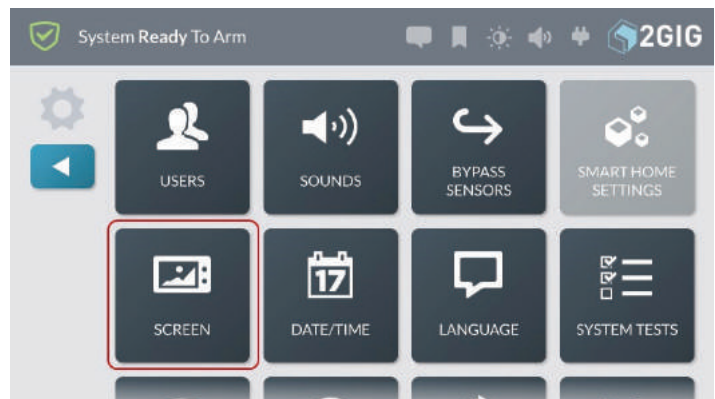 System Ready To Arm
2GIG
USERS
SOUNDS
BYPASS
SENSORS
SMART HOME
SETTINGS
SCREEN
17
DATE/TIME
LANGUAGE
SYSTEM TESTS